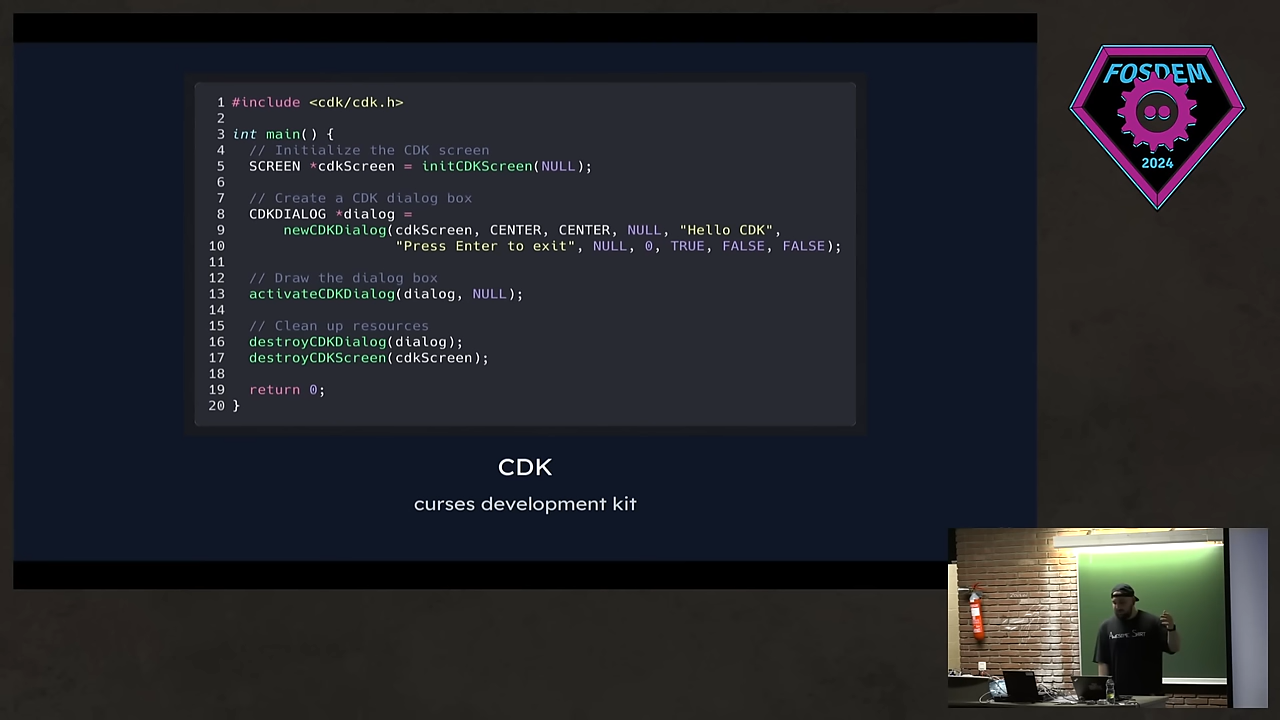 1 #include <cdk/cdk.h>
2
3 int main() {
4 // Initialize the CDK screen
5 SCREEN *cdkScreen = initCDKScreen(NULL);
6
7 // Create a CDK dialog box
8 CDKDIALOG *dialog =
9 newCDKDialog(cdkScreen, CENTER, CENTER, NULL, "Hello CDK",
10 "Press Enter to exit", NULL, 0, TRUE, FALSE, FALSE);
11
12 // Draw the dialog box
13 activateCDKDialog(dialog, NULL);
14
15 // Clean up resources
16 destroyCDKDialog(dialog);
17 destroyCDKScreen(cdkScreen);
18
19 return 0;
20 }
CDK
curses development kit
FOSDEM
2024
Awesome Shirt